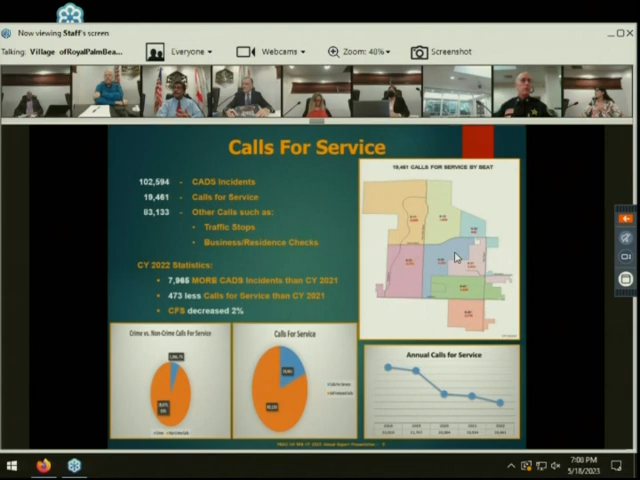 Now viewing Staff's screen
Talking: Village ofRoyalPalmBea...
Everyone
Webcams
Zoom: 40%
Screenshot
Calls For Service
102,594 - CADS Incidents
19,461 - Calls for Service
83,133 - Other Calls such as:
• Traffic Stops
• Business/Residence Checks
CY 2022 Statistics:
• 7,965 MORE CADS Incidents than CY 2021
• 473 less Calls for Service than CY 2021
• CFS decreased 2%
19,461 CALLS FOR SERVICE BY BEAT
Crime vs. Non-Crime Calls For Service
Calls For Service
Annual Calls for Service
7:08 PM
5/18/2023